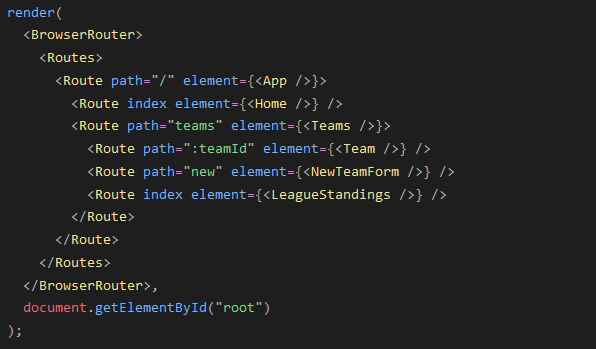 render(
  <BrowserRouter>
    <Routes>
      <Route path="/" element={<App />}>
        <Route index element={<Home />} />
        <Route path="teams" element={<Teams />}>
          <Route path=":teamId" element={<Team />} />
          <Route path="new" element={<NewTeamForm />} />
          <Route index element={<LeagueStandings />} />
        </Route>
      </Route>
    </Routes>
  </BrowserRouter>,
  document.getElementById("root")
);